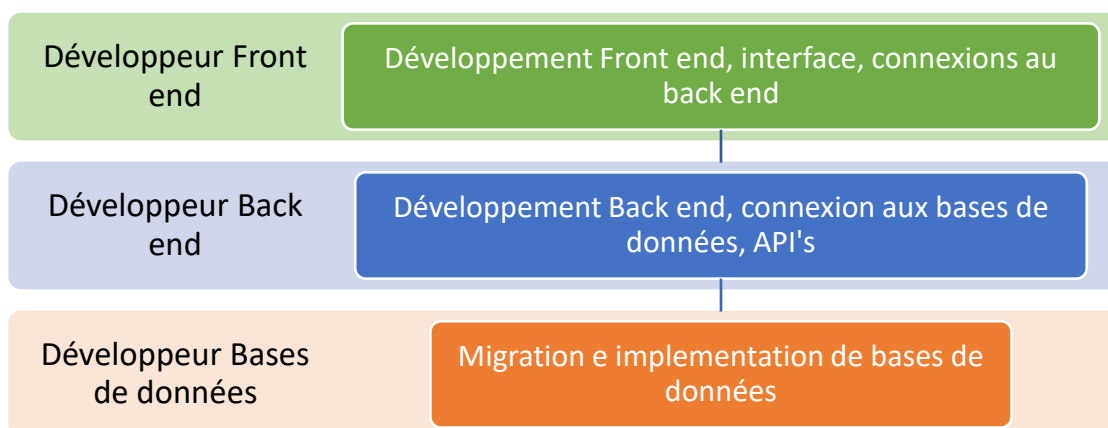 Développeur Front
end
Développement Front end, interface, connexions au
back end
Développeur Back
end
Développement Back end, connexion aux bases de
données, API's
Développeur Bases
de données
Migration e implementation de bases de
données